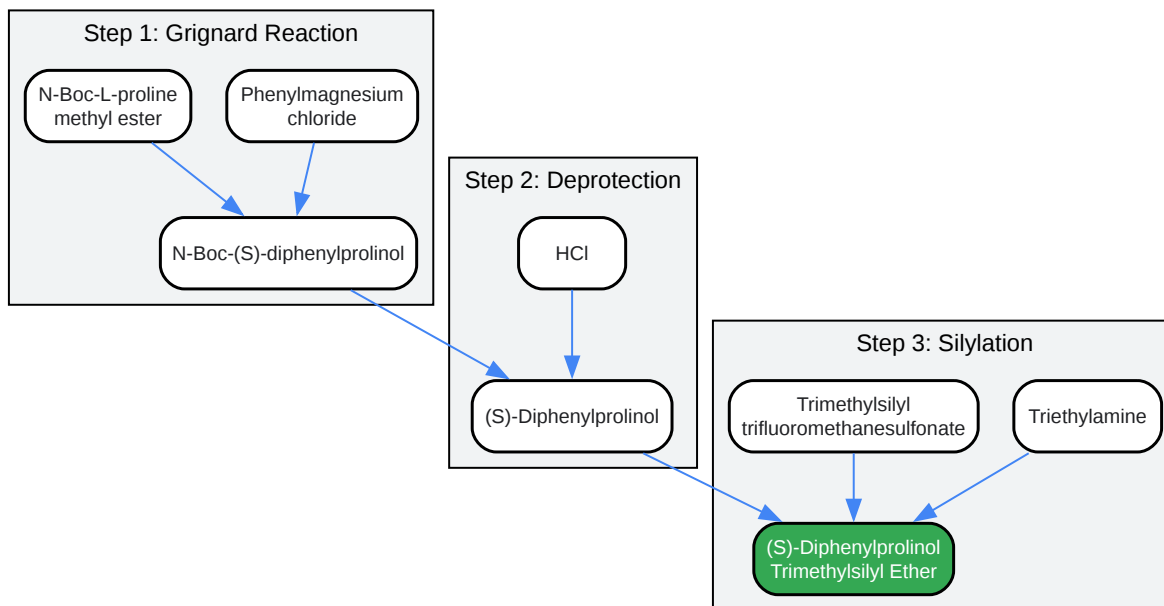 Step 1: Grignard Reaction
N-Boc-L-proline
methyl ester
Phenylmagnesium
chloride
N-Boc-(S)-diphenylprolinol
Step 2: Deprotection
HCl
(S)-Diphenylprolinol
Step 3: Silylation
Trimethylsilyl
trifluoromethanesulfonate
Triethylamine
(S)-Diphenylprolinol
Trimethylsilyl Ether